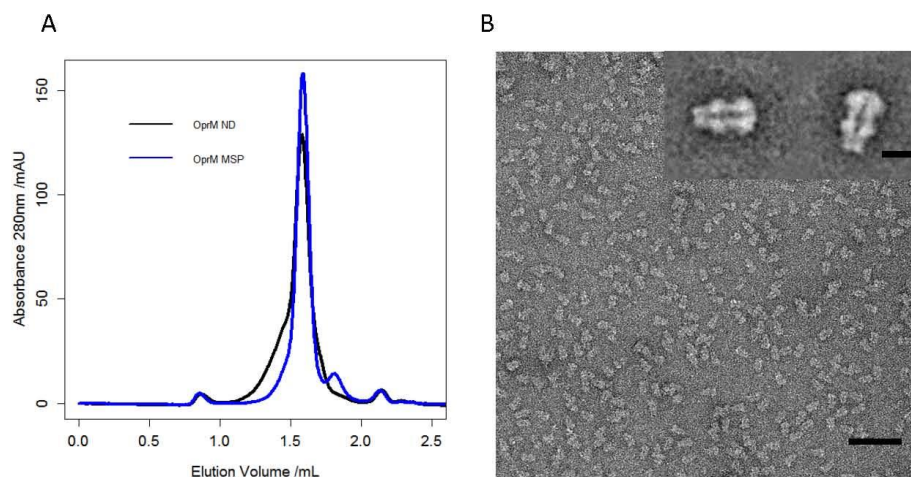 A
B
150
100
50
0
Absorbance 280nm /mAU
OprM ND
OprM MSP
0.0 0.5 1.0 1.5 2.0 2.5
Elution Volume /mL